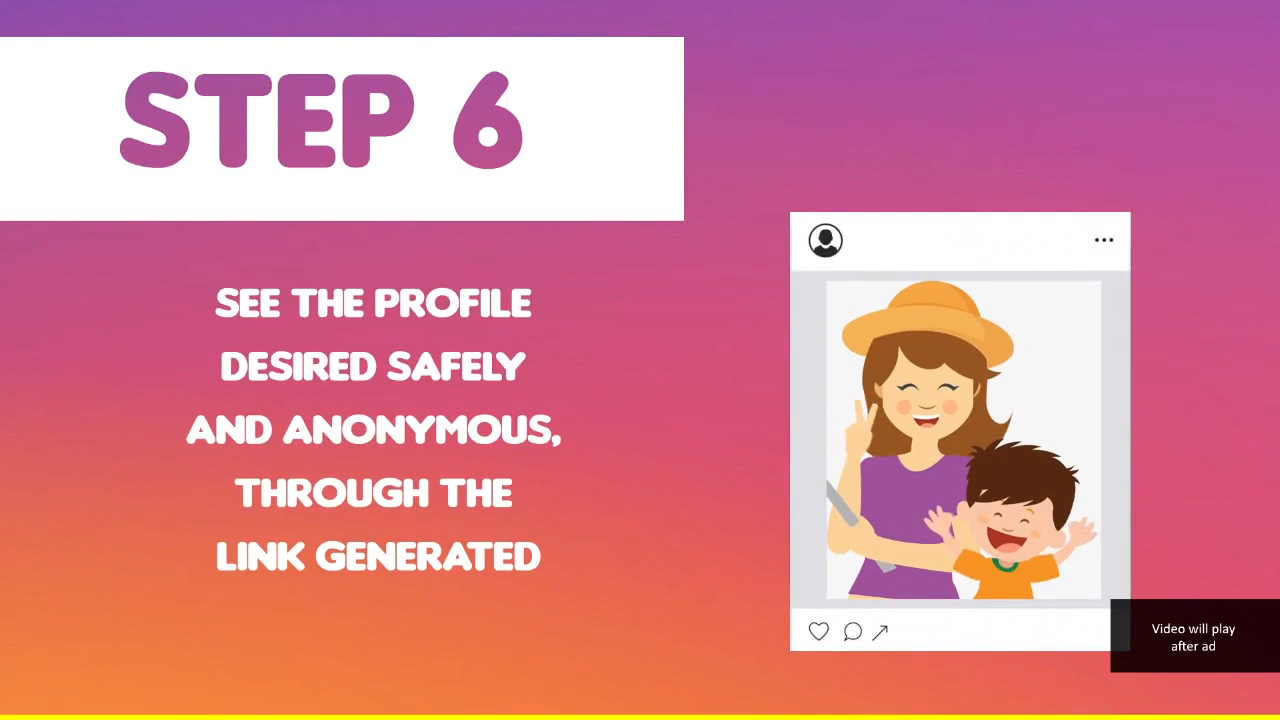 STEP 6
SEE THE PROFILE
DESIRED SAFELY
AND ANONYMOUS,
THROUGH THE
LINK GENERATED
Video will play
after ad